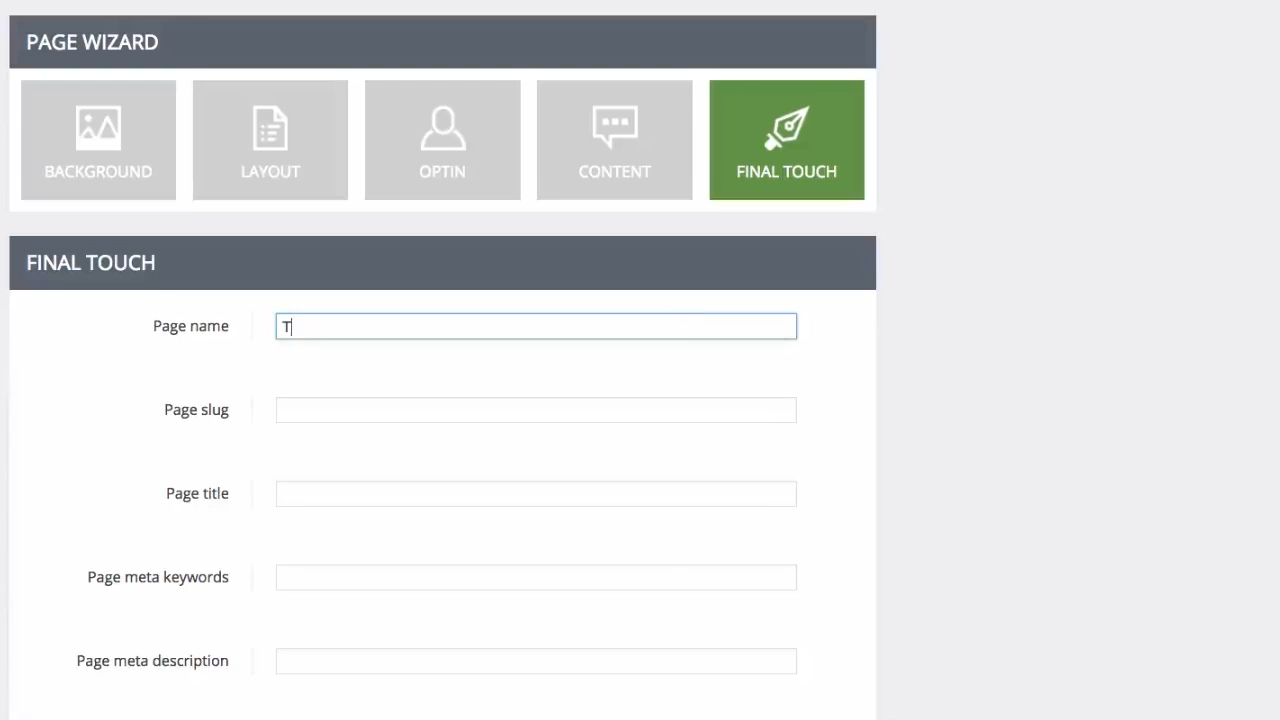 PAGE WIZARD
BACKGROUND
LAYOUT
OPTIN
CONTENT
FINAL TOUCH
FINAL TOUCH
Page name
T
Page slug
Page title
Page meta keywords
Page meta description